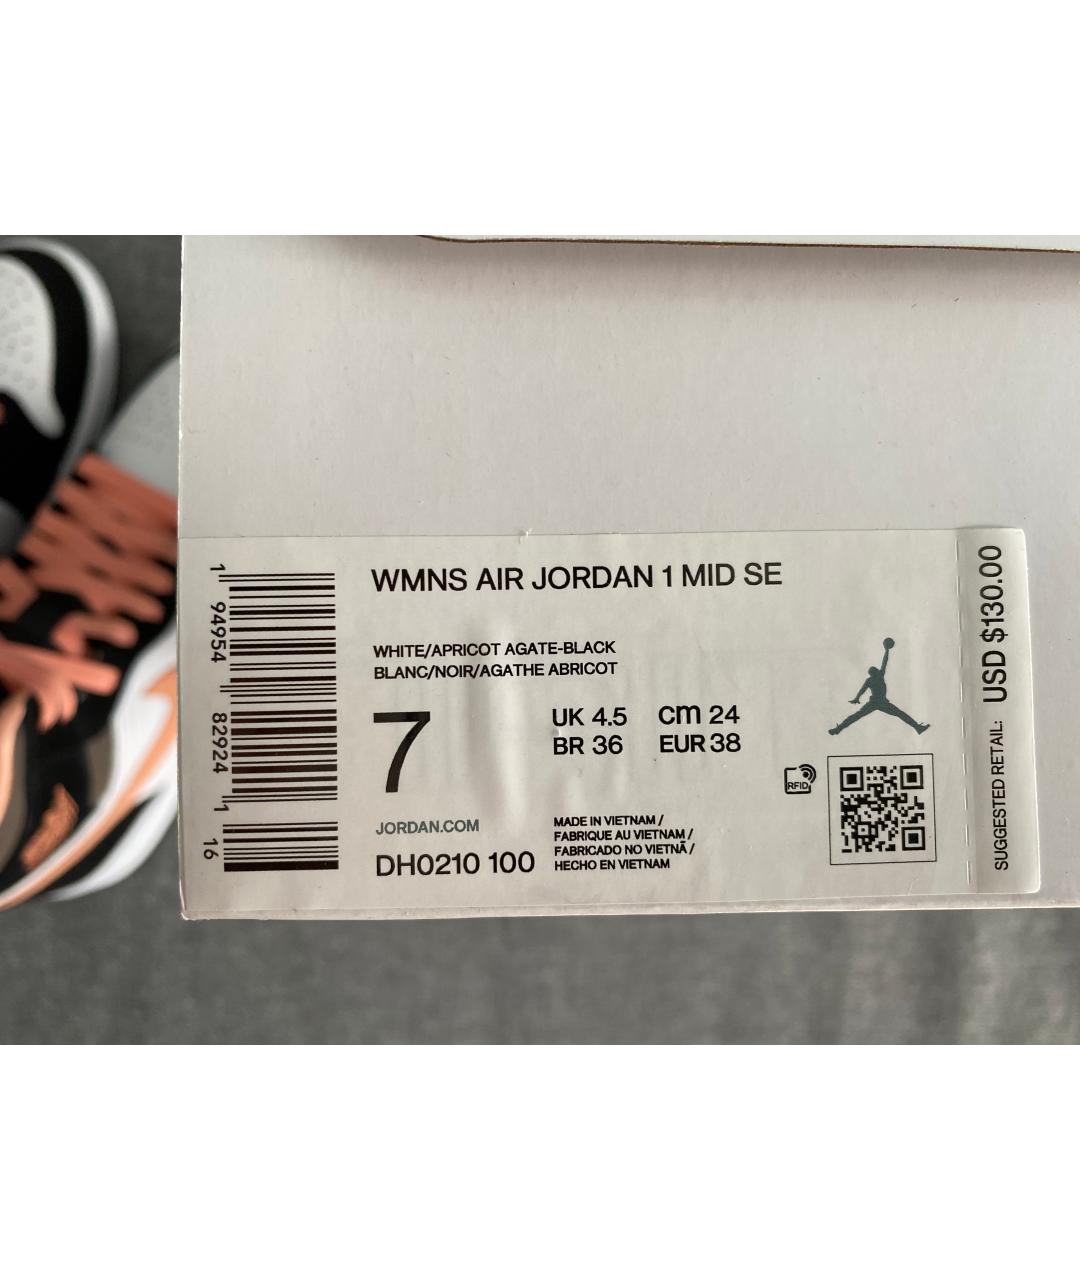 WMNS AIR JORDAN 1 MID SE
WHITE/APRICOT AGATE-BLACK
BLANC/NOIR/AGATHE ABRICOT
7
UK 4.5 cm 24
BR 36 EUR 38
JORDAN.COM
DH0210 100
MADE IN VIETNAM /
FABRIQUE AU VIETNAM /
FABRICADO NO VIETNÃ /
HECHO EN VIETNAM
RFID
SUGGESTED RETAIL: USD $130.00
1 94954 82924 1 16